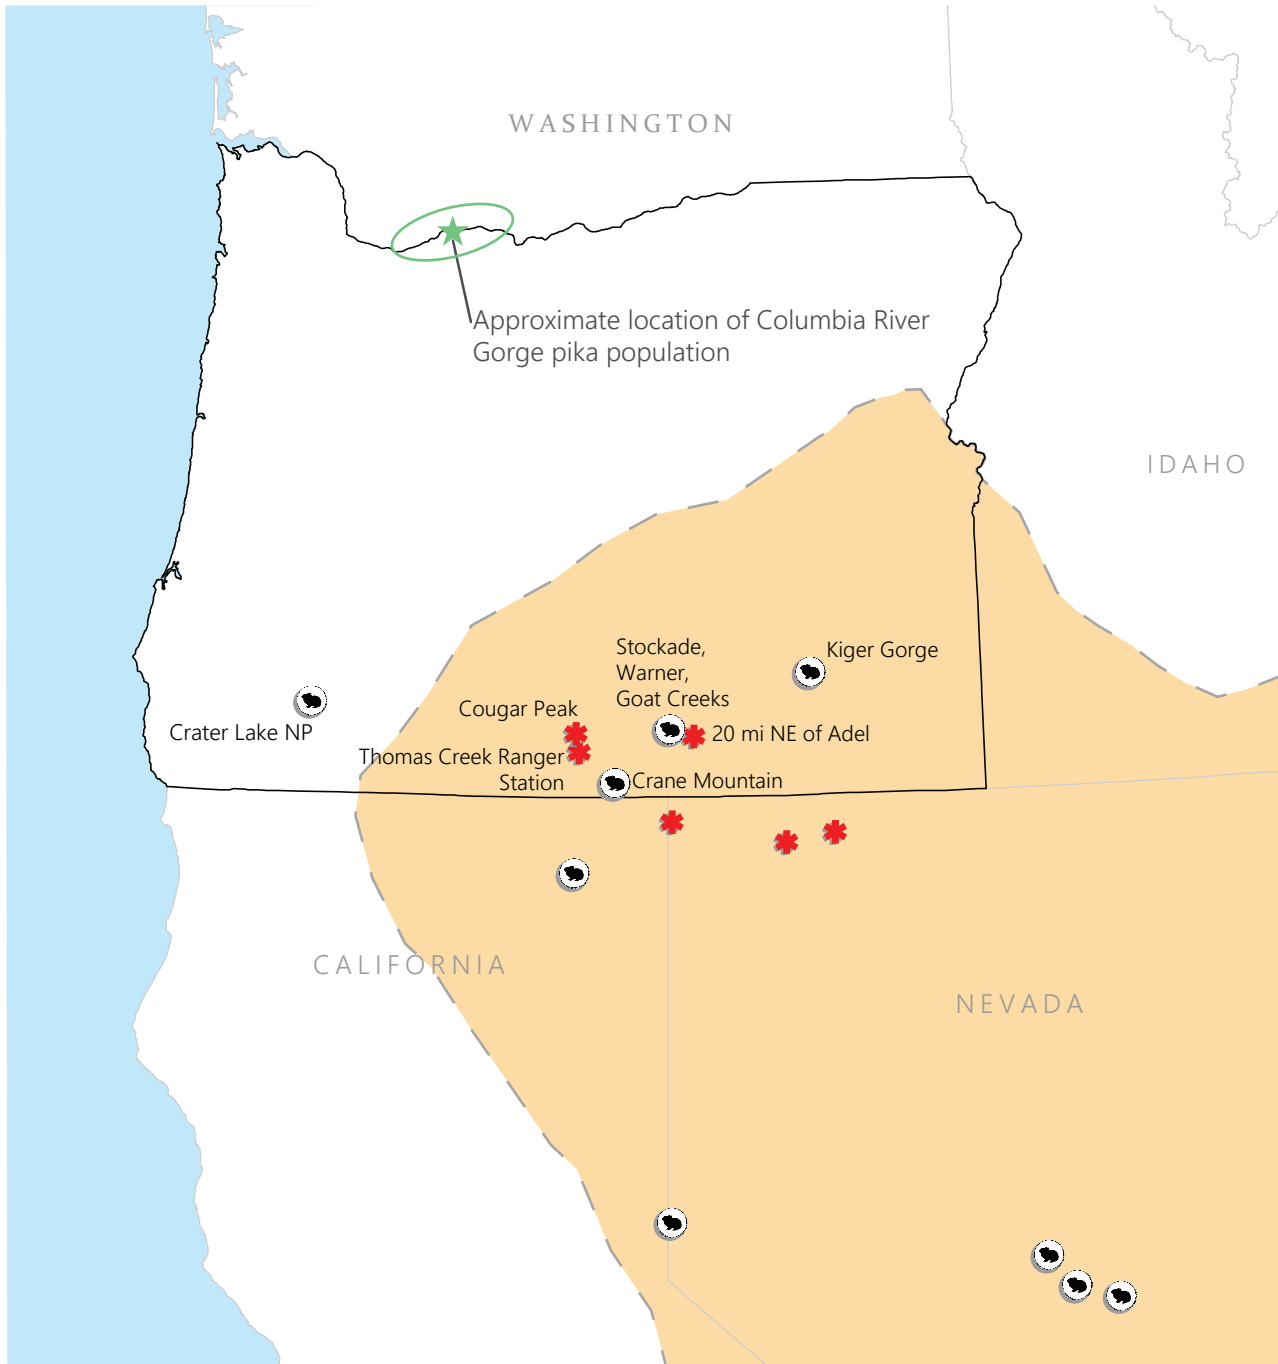 WASHINGTON
Approximate location of Columbia River
Gorge pika population
IDAHO
Stockade,
Warner,
Goat Creeks
Kiger Gorge
Cougar Peak
Crater Lake NP
20 mi NE of Adel
Thomas Creek Ranger
Station
Crane Mountain
CALIFORNIA
NEVADA